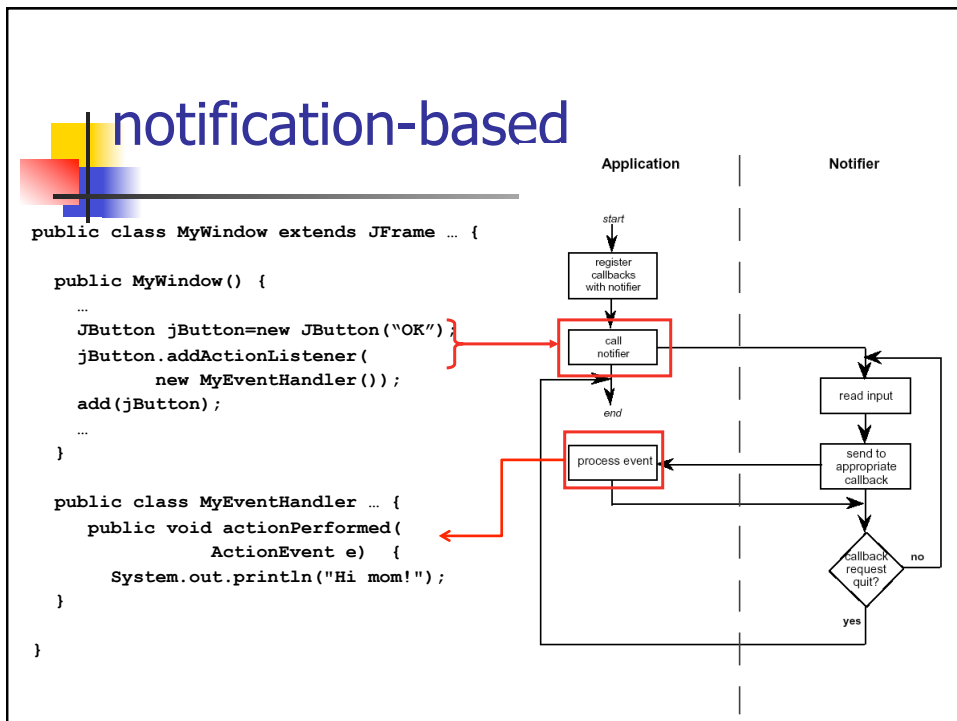 notification-based
public class MyWindow extends JFrame … {
public MyWindow() {
…
JButton jButton=new JButton(“OK”);
jButton.addActionListener(
new MyEventHandler());
add(jButton);
…
}
public class MyEventHandler … {
public void actionPerformed(
ActionEvent e) {
System.out.println("Hi mom!");
}
}
Application
Notifier
start
register
callbacks
with notifier
call
notifier
end
process event
read input
send to
appropriate
callback
callback
request
quit?
no
yes